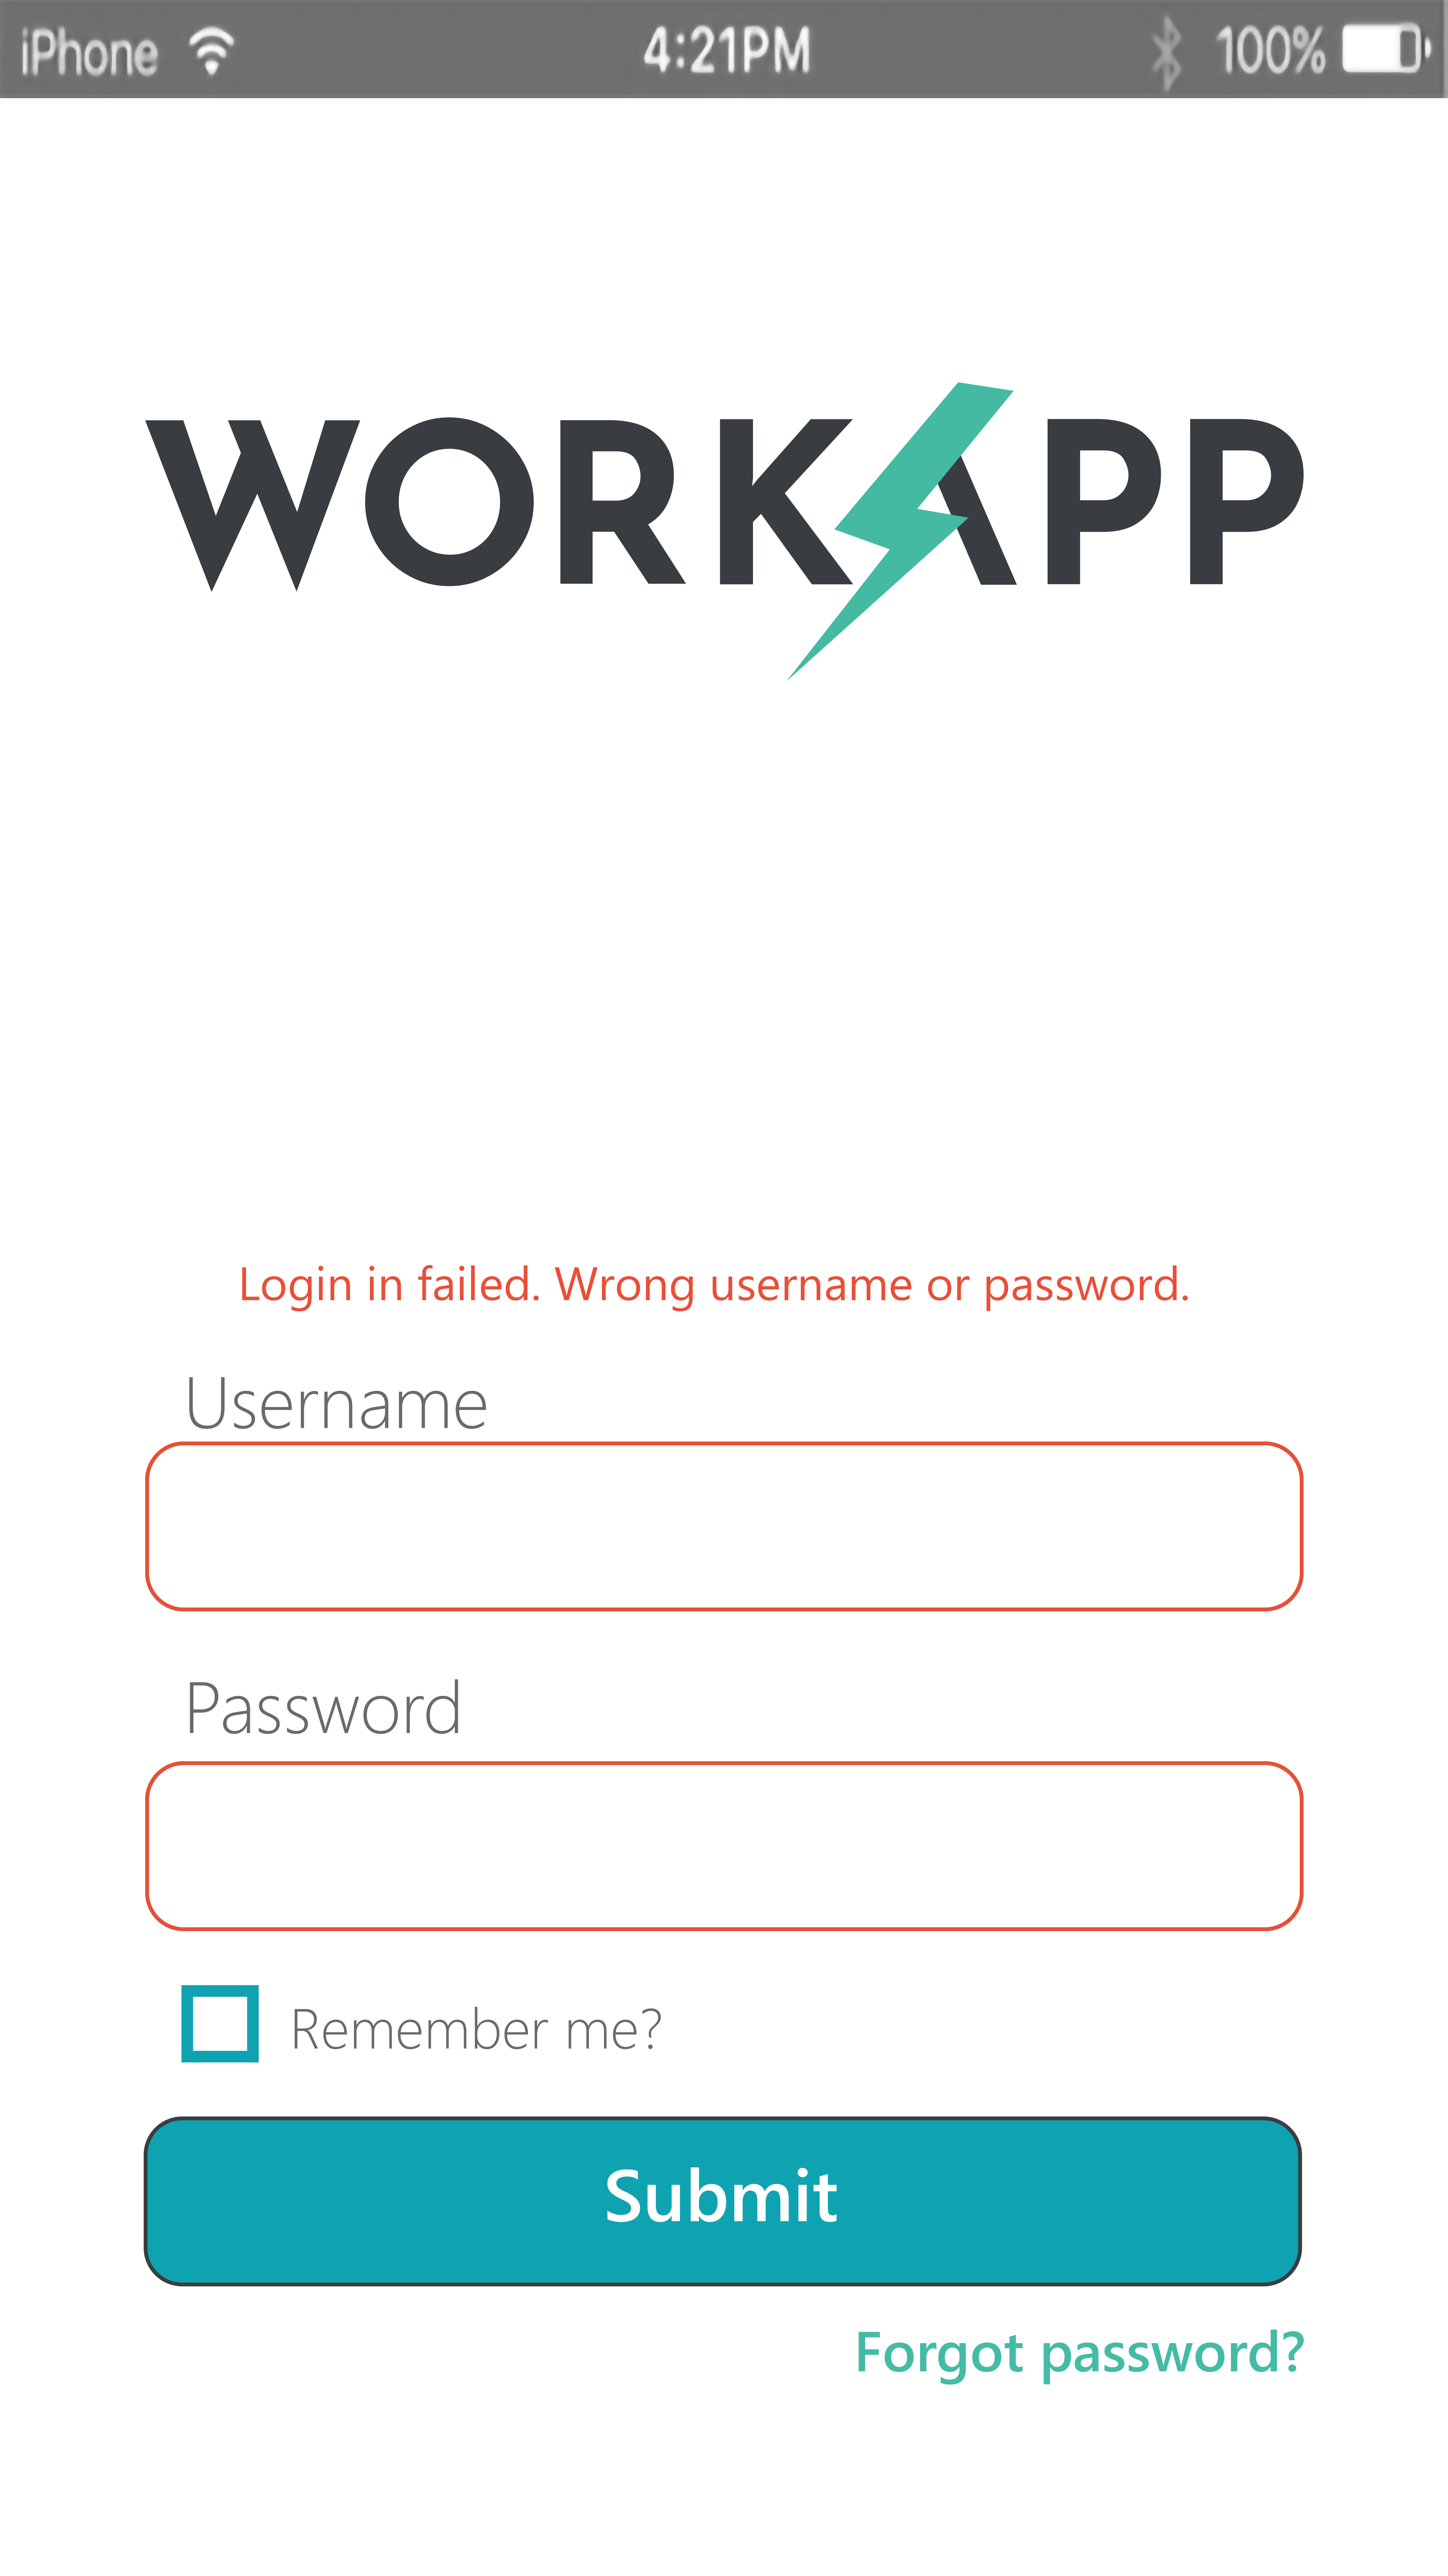 iPhone 4:21PM 100%
WORKAPP
Login in failed. Wrong username or password.
Username
Password
Remember me?
Submit
Forgot password?